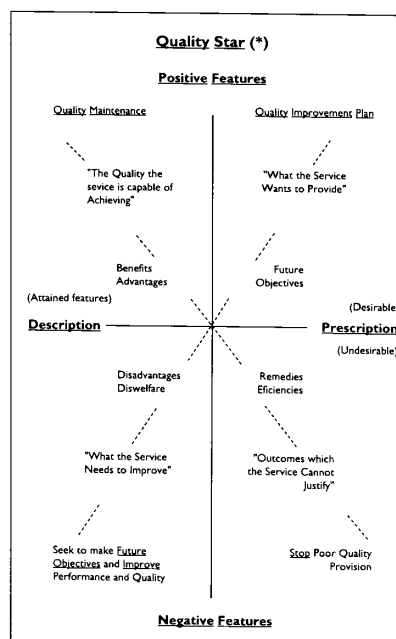 Quality Star (*)
Positive Features
Quality Maintenance
Quality Improvement Plan
"The Quality the
sevice is capable of
Achieving"
"What the Service
Wants to Provide"
Benefits
Advantages
Future
Objectives
(Attained features)
(Desirable
Description
Prescription
(Undesirable)
Disadvantages
Diswelfare
Remedies
Eficiencies
"What the Service
Needs to Improve"
"Outcomes which
the Service Cannot
Justify"
Seek to make Future
Objectives and Improve
Performance and Quality
Stop Poor Quality
Provision
Negative Features